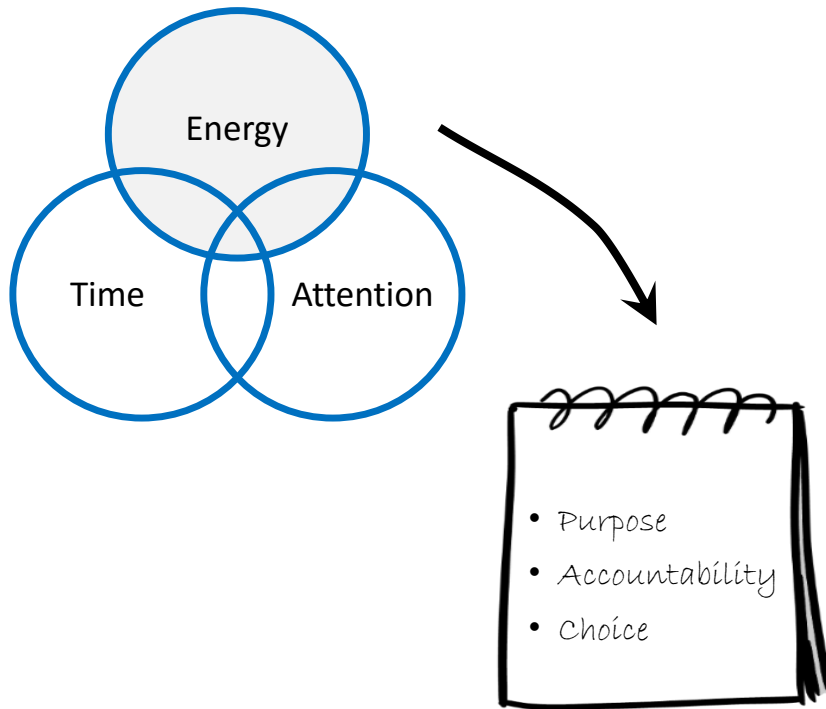 Energy
Time
Attention
• Purpose
• Accountability
• Choice